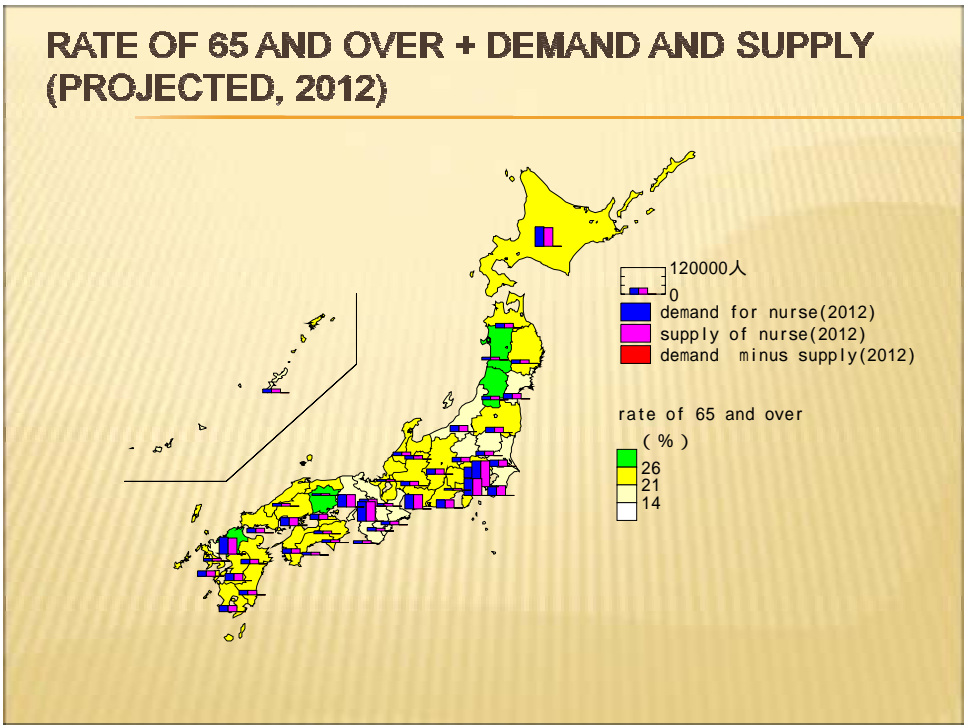 RATE OF 65 AND OVER + DEMAND AND SUPPLY
(PROJECTED, 2012)
120000人
0
demand for nurse(2012)
supply of nurse(2012)
demand minus supply(2012)
rate of 65 and over
(%)
26
21
14